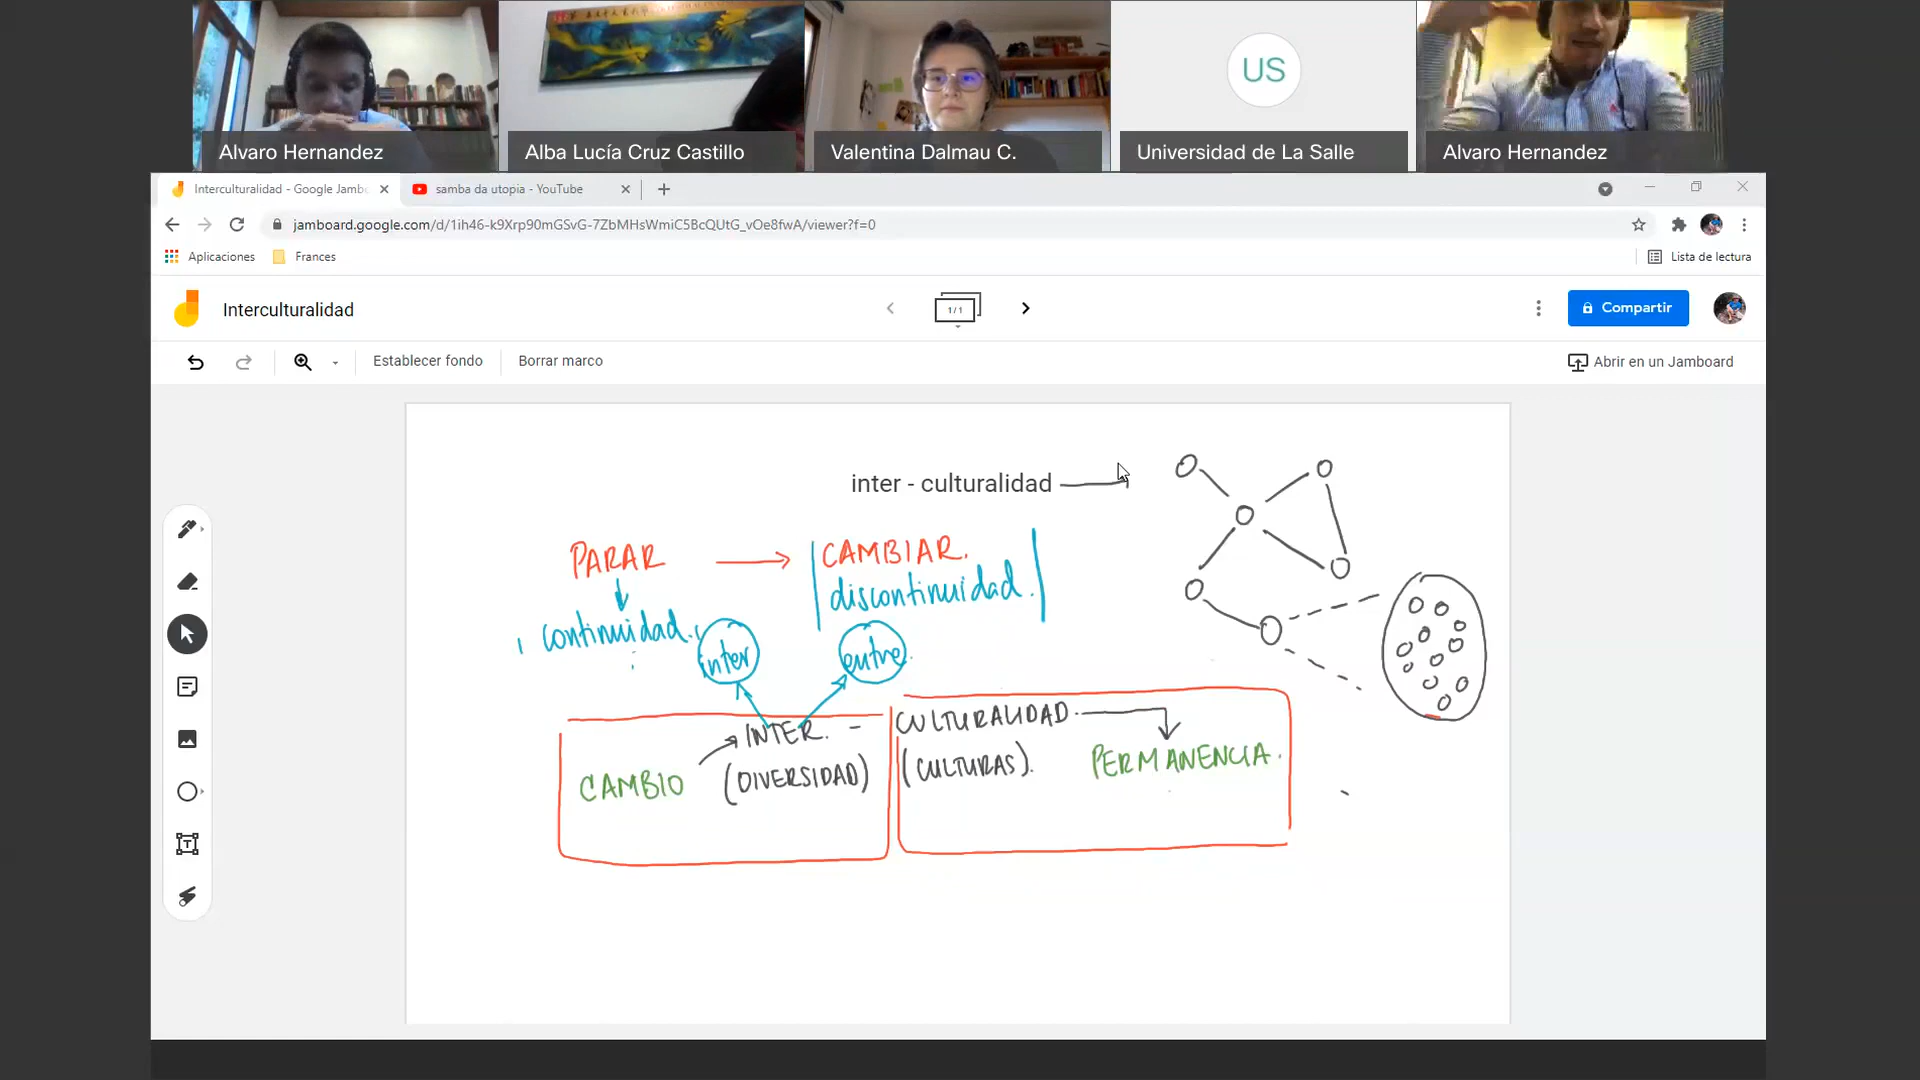 US
Alvaro Hernandez
Alba Lucía Cruz Castillo
Valentina Dalmau C.
Universidad de La Salle
Alvaro Hernandez
Interculturalidad - Google Jambo
samba da utopia - YouTube
jamboard.google.com/d/1ih46-k9Xrp90mGSvG-7ZbMHsWmiC5BcQUtG_vOe8fwA/viewer?f=0
Aplicaciones
Frances
Lista de lectura
Interculturalidad
1/1
Compartir
Establecer fondo
Borrar marco
Abrir en un Jamboard
inter - culturalidad
PARAR
CAMBIAR.
continuidad.
discontinuidad.
inter
entre.
INTER. -
CULTURALIDAD
CAMBIO
(DIVERSIDAD)
(CULTURAS).
PERMANENCIA.